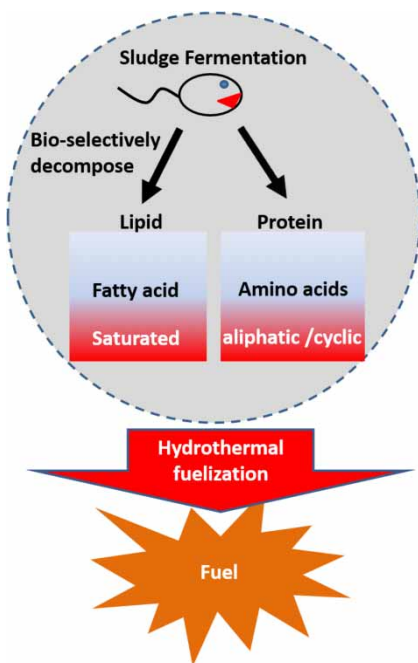 Sludge Fermentation
Bio-selectively
decompose
Lipid
Protein
Fatty acid
Amino acids
Saturated
aliphatic /cyclic
Hydrothermal
fuelization
Fuel